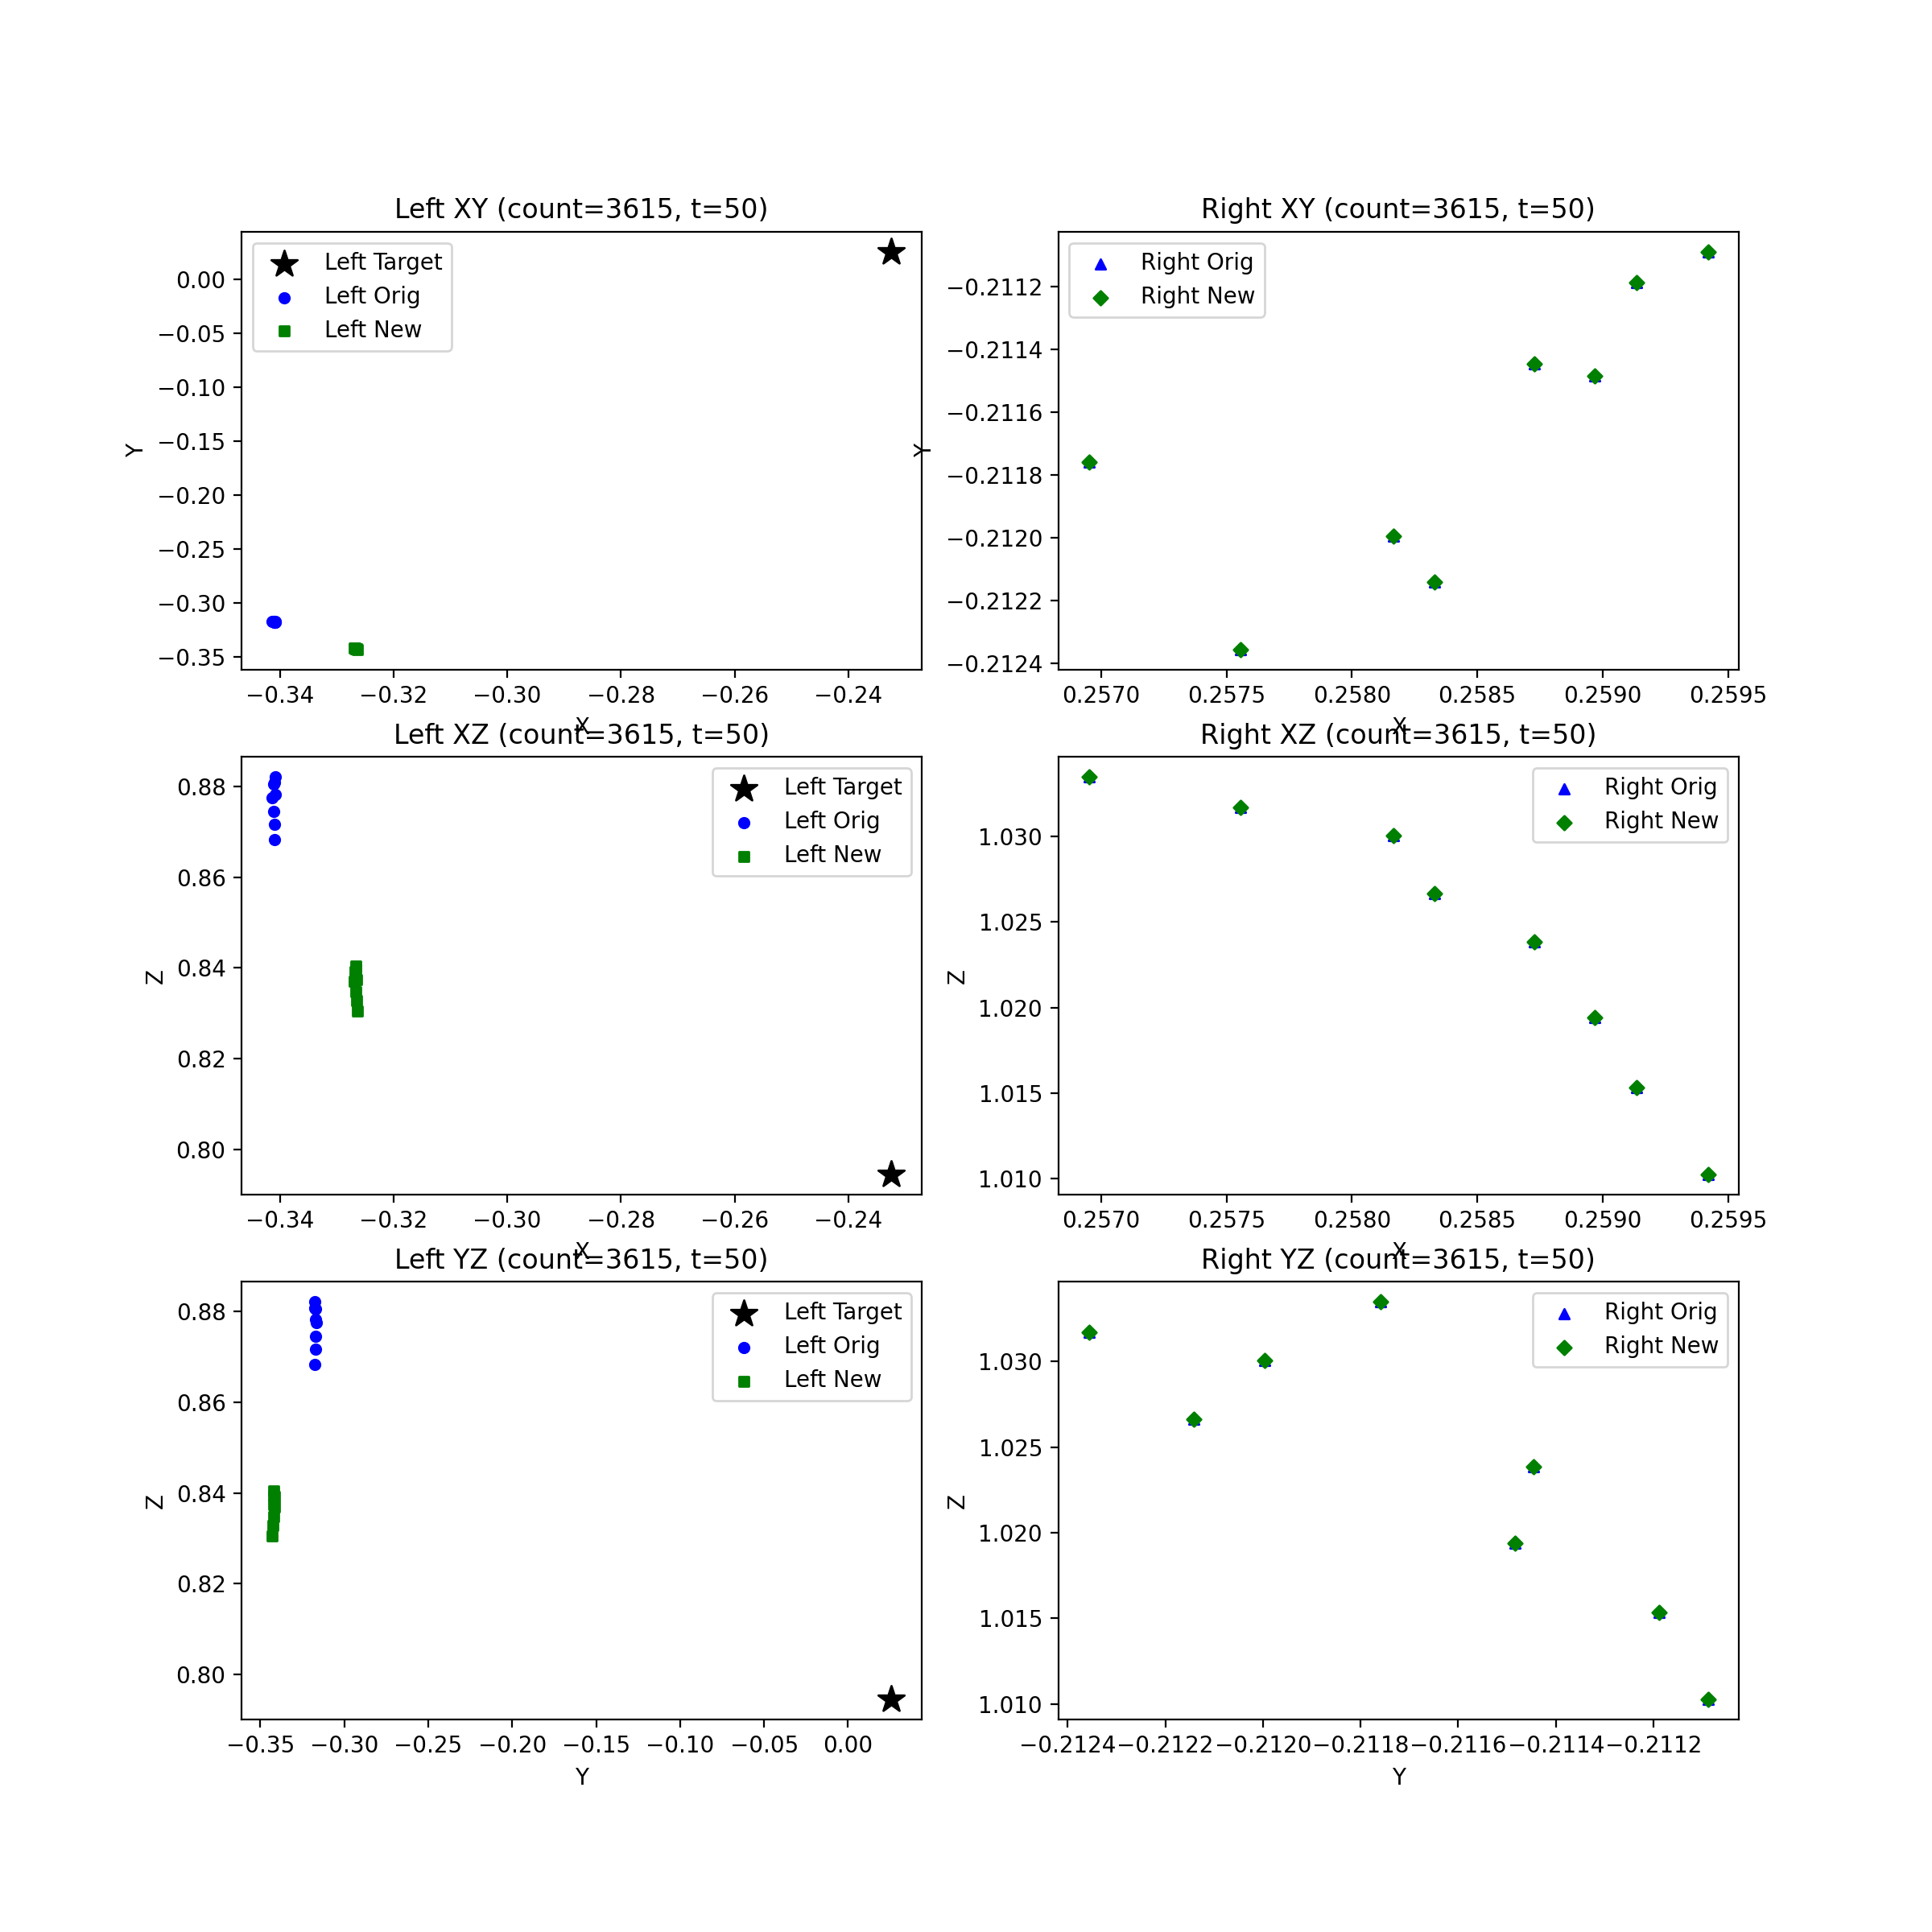 Left XY (count=3615, t=50)
Left Target
Left Orig
Left New
0.00
−0.05
−0.10
−0.15
−0.20
−0.25
−0.30
−0.35
Y
−0.34 −0.32 −0.30 −0.28 −0.26 −0.24
X
Right XY (count=3615, t=50)
Right Orig
Right New
−0.2112
−0.2114
−0.2116
−0.2118
−0.2120
−0.2122
−0.2124
Y
0.2570 0.2575 0.2580 0.2585 0.2590 0.2595
X
Left XZ (count=3615, t=50)
Left Target
Left Orig
Left New
0.88
0.86
0.84
0.82
0.80
Z
−0.34 −0.32 −0.30 −0.28 −0.26 −0.24
X
Right XZ (count=3615, t=50)
Right Orig
Right New
1.030
1.025
1.020
1.015
1.010
Z
0.2570 0.2575 0.2580 0.2585 0.2590 0.2595
X
Left YZ (count=3615, t=50)
Left Target
Left Orig
Left New
0.88
0.86
0.84
0.82
0.80
Z
−0.35 −0.30 −0.25 −0.20 −0.15 −0.10 −0.05 0.00
Y
Right YZ (count=3615, t=50)
Right Orig
Right New
1.030
1.025
1.020
1.015
1.010
Z
−0.2124 −0.2122 −0.2120 −0.2118 −0.2116 −0.2114 −0.2112
Y